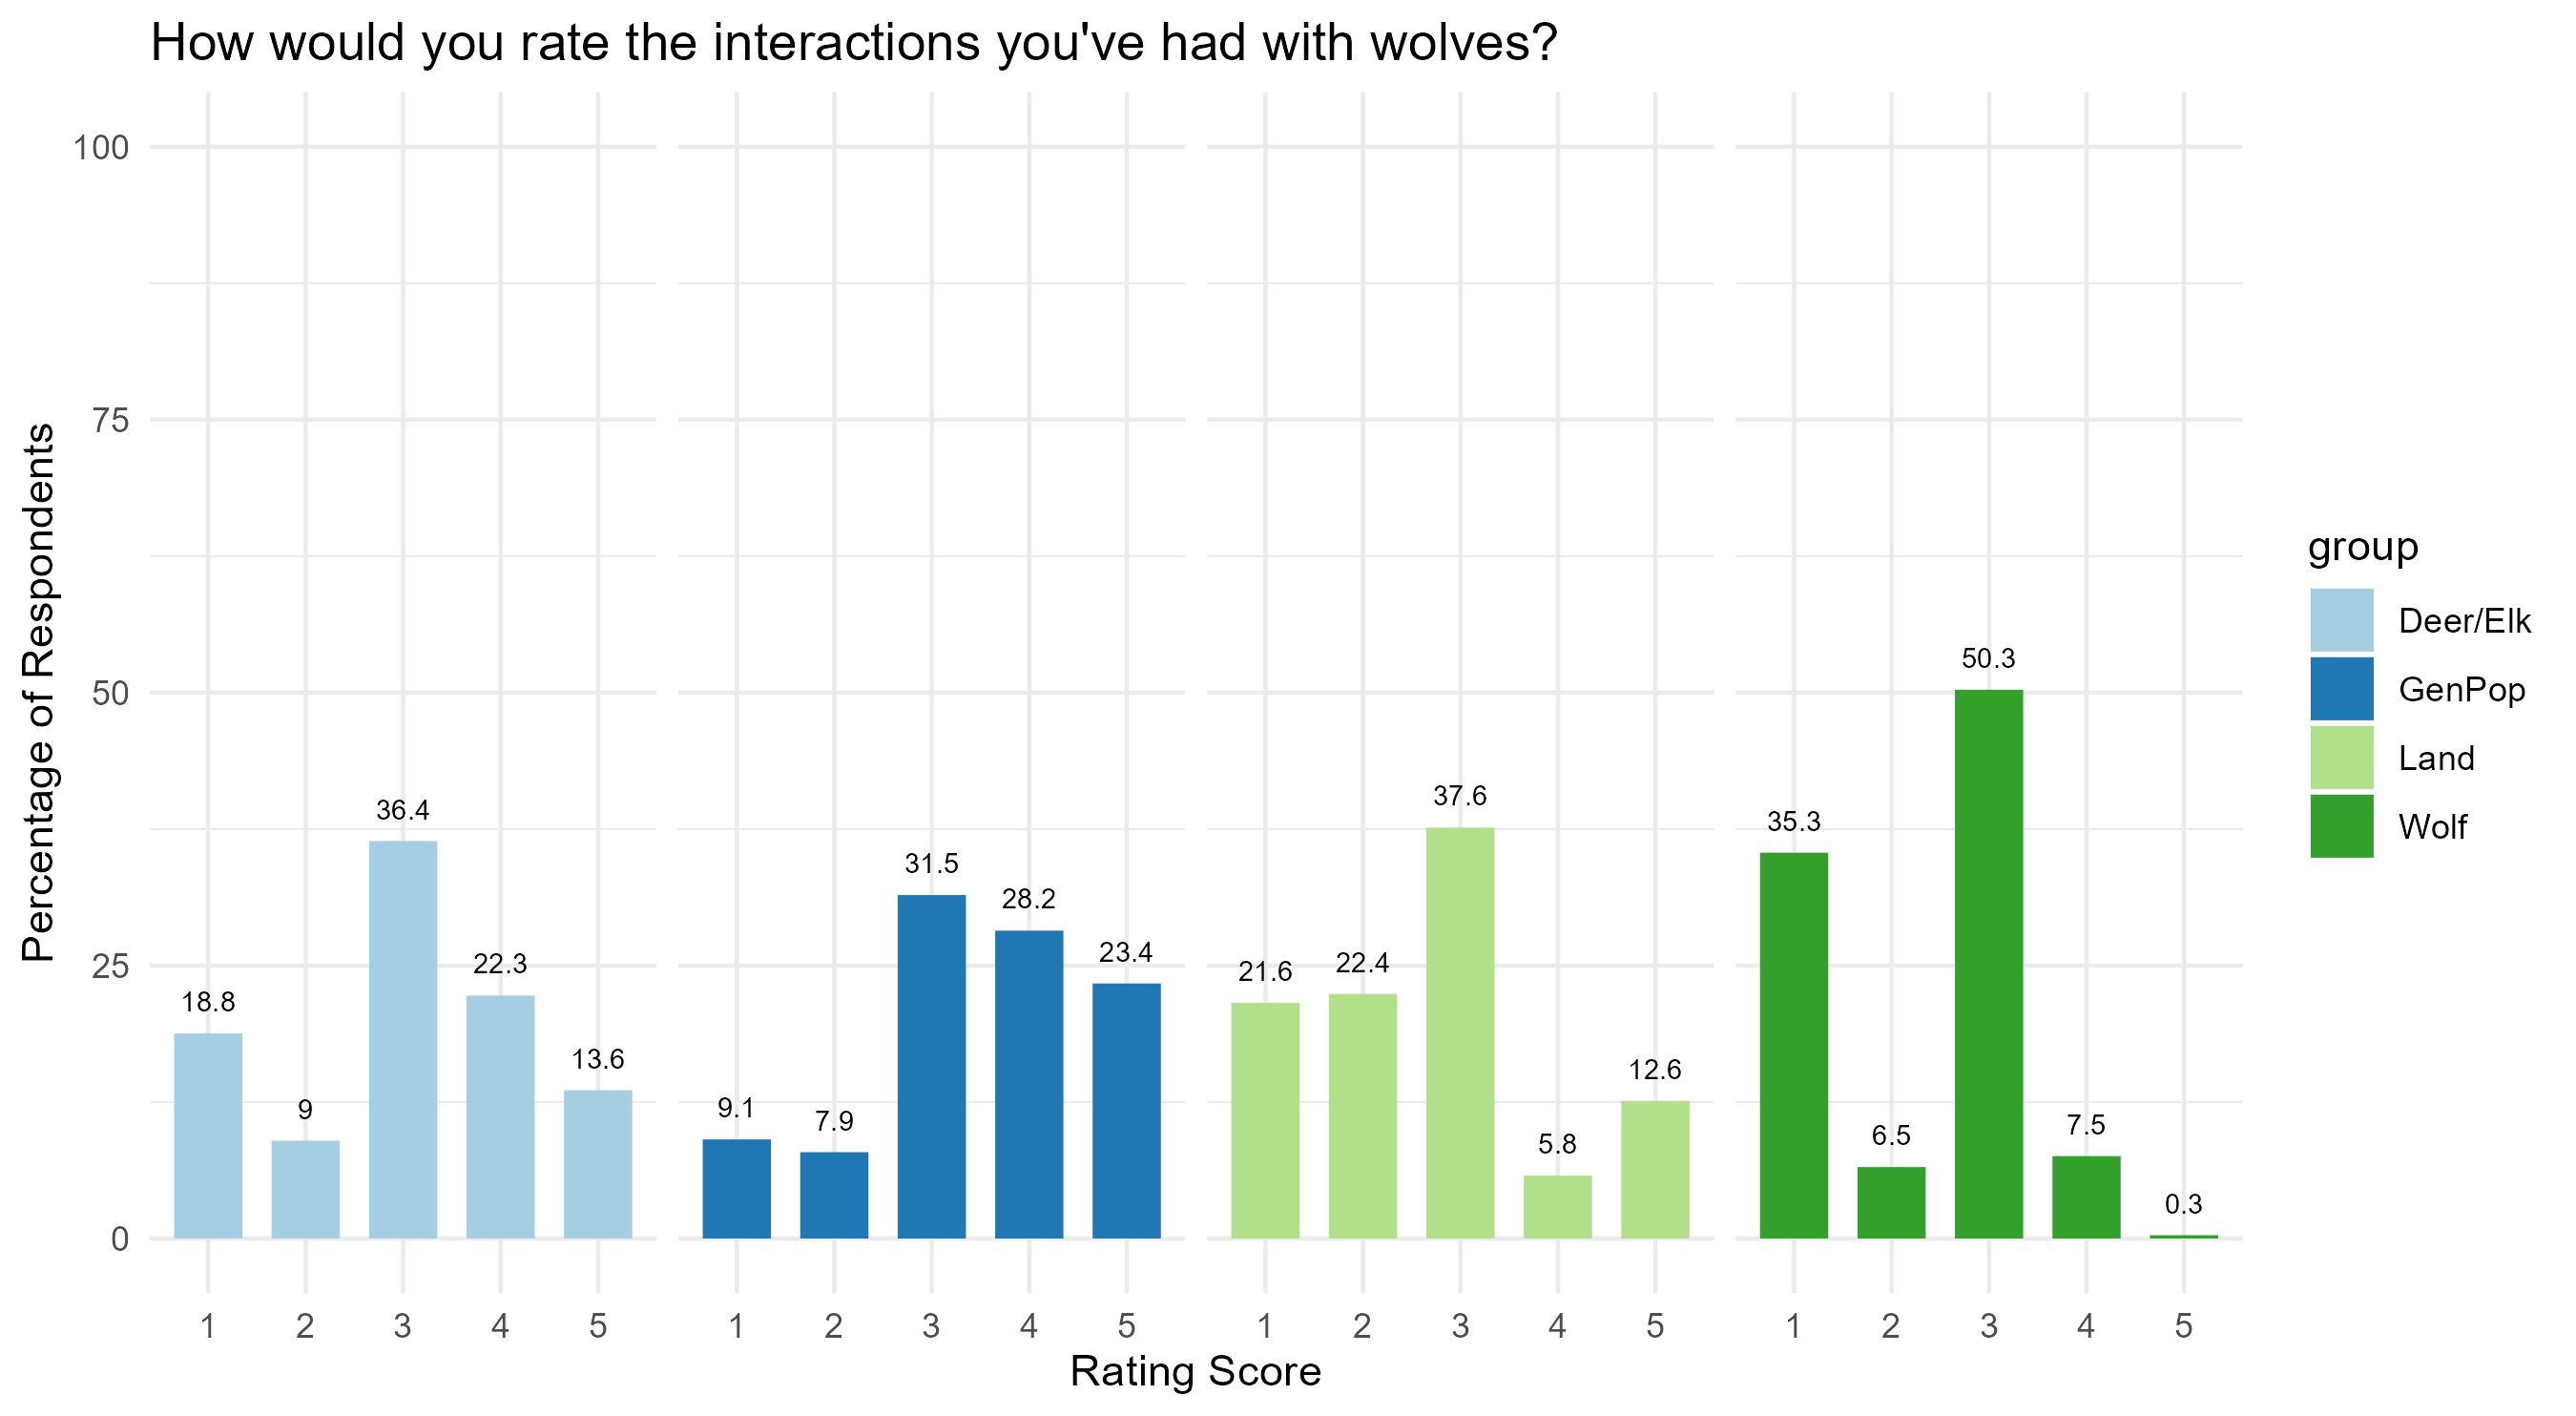 How would you rate the interactions you've had with wolves?
Percentage of Respondents
100
75
50
25
0
18.8
9
36.4
22.3
13.6
9.1
7.9
31.5
28.2
23.4
21.6
22.4
37.6
5.8
12.6
35.3
6.5
50.3
7.5
0.3
1 2 3 4 5 1 2 3 4 5 1 2 3 4 5 1 2 3 4 5
Rating Score
group
Deer/Elk
GenPop
Land
Wolf